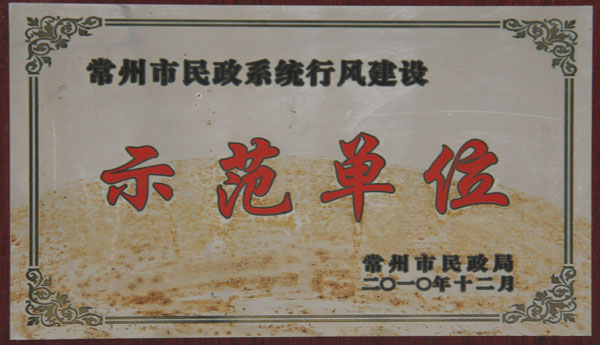 常州市民政系统行风建设
示范单位
常州市民政局
二〇一〇年十二月